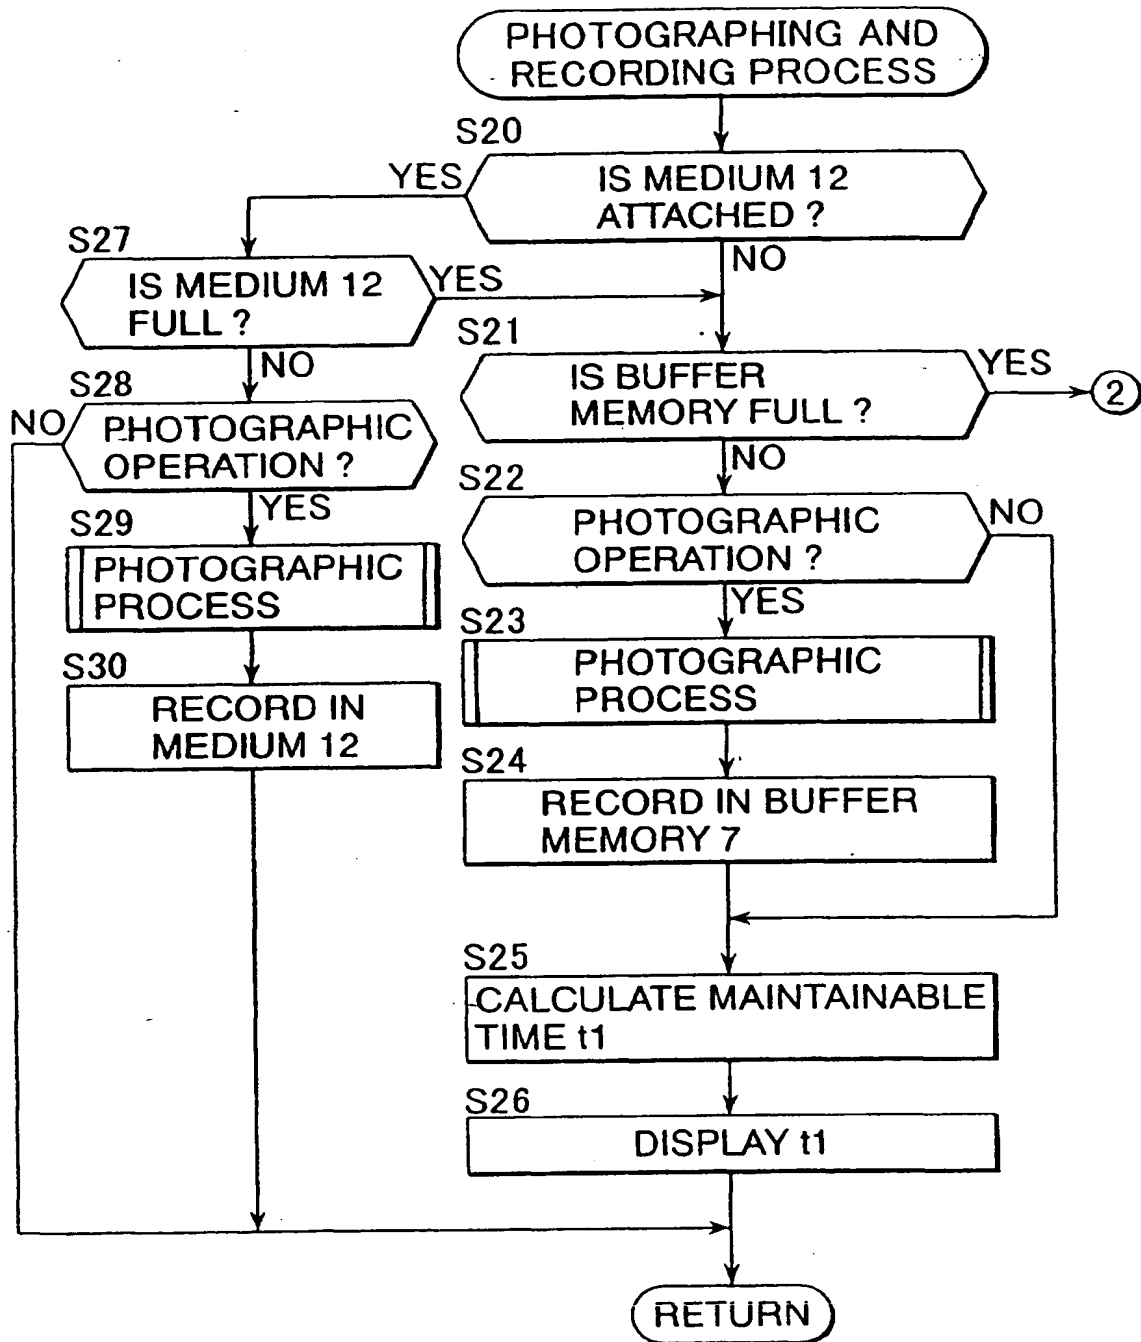 PHOTOGRAPHING AND
RECORDING PROCESS
S20
YES
IS MEDIUM 12
ATTACHED ?
NO
S27
IS MEDIUM 12
FULL ?
YES
NO
S21
IS BUFFER
MEMORY FULL ?
YES
2
NO
S28
NO
PHOTOGRAPHIC
OPERATION ?
YES
S22
PHOTOGRAPHIC
OPERATION ?
NO
YES
S29
PHOTOGRAPHIC
PROCESS
S23
PHOTOGRAPHIC
PROCESS
S30
RECORD IN
MEDIUM 12
S24
RECORD IN BUFFER
MEMORY 7
S25
CALCULATE MAINTAINABLE
TIME t1
S26
DISPLAY t1
RETURN